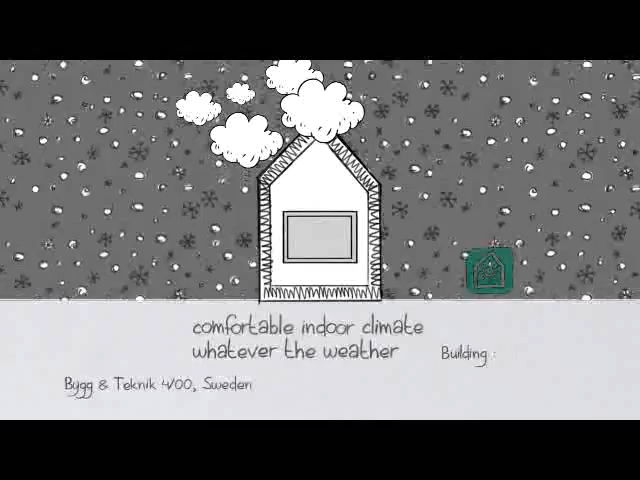 comfortable indoor climate
whatever the weather
Building :
Bygg & Teknik 4/00, Sweden